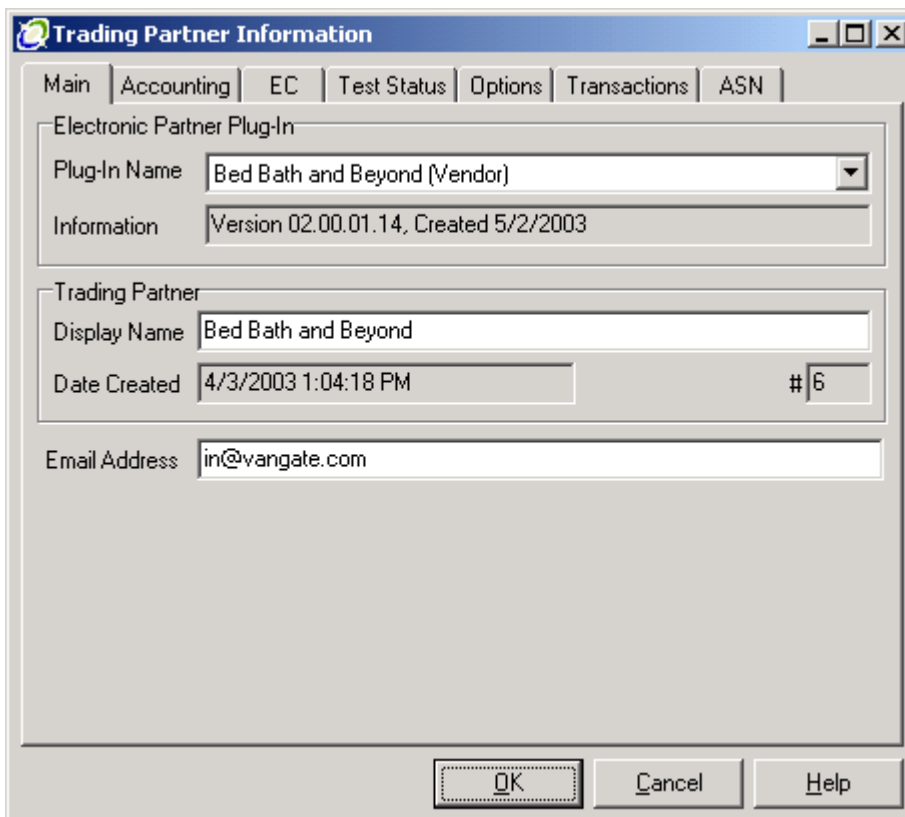 Trading Partner Information
Main Accounting EC Test Status Options Transactions ASN
Electronic Partner Plug-In
Plug-In Name Bed Bath and Beyond (Vendor)
Information Version 02.00.01.14, Created 5/2/2003
Trading Partner
Display Name Bed Bath and Beyond
Date Created 4/3/2003 1:04:18 PM # 6
Email Address in@vangate.com
OK Cancel Help